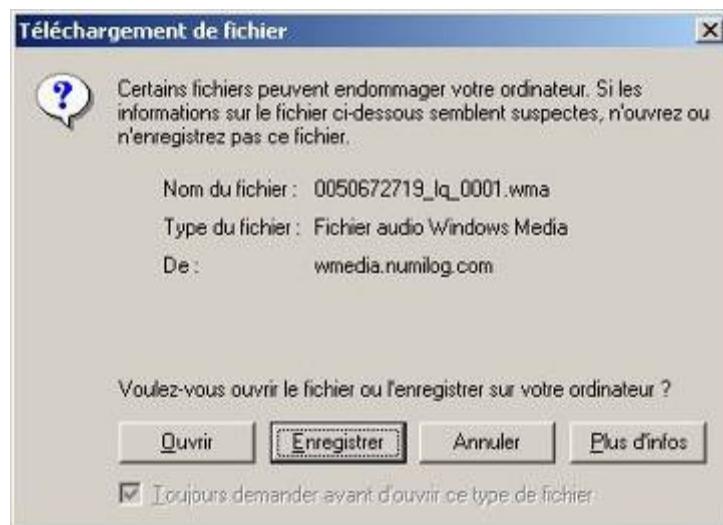 Téléchargement de fichier
Certains fichiers peuvent endommager votre ordinateur. Si les
informations sur le fichier ci-dessous semblent suspectes, n'ouvrez ou
n'enregistrez pas ce fichier.
Nom du fichier : 0050672719_lq_0001.wma
Type du fichier : Fichier audio Windows Media
De : wmedia.numilog.com
Voulez-vous ouvrir le fichier ou l'enregistrer sur votre ordinateur ?
Ouvrir Enregistrer Annuler Plus d'infos
Toujours demander avant d'ouvrir ce type de fichier